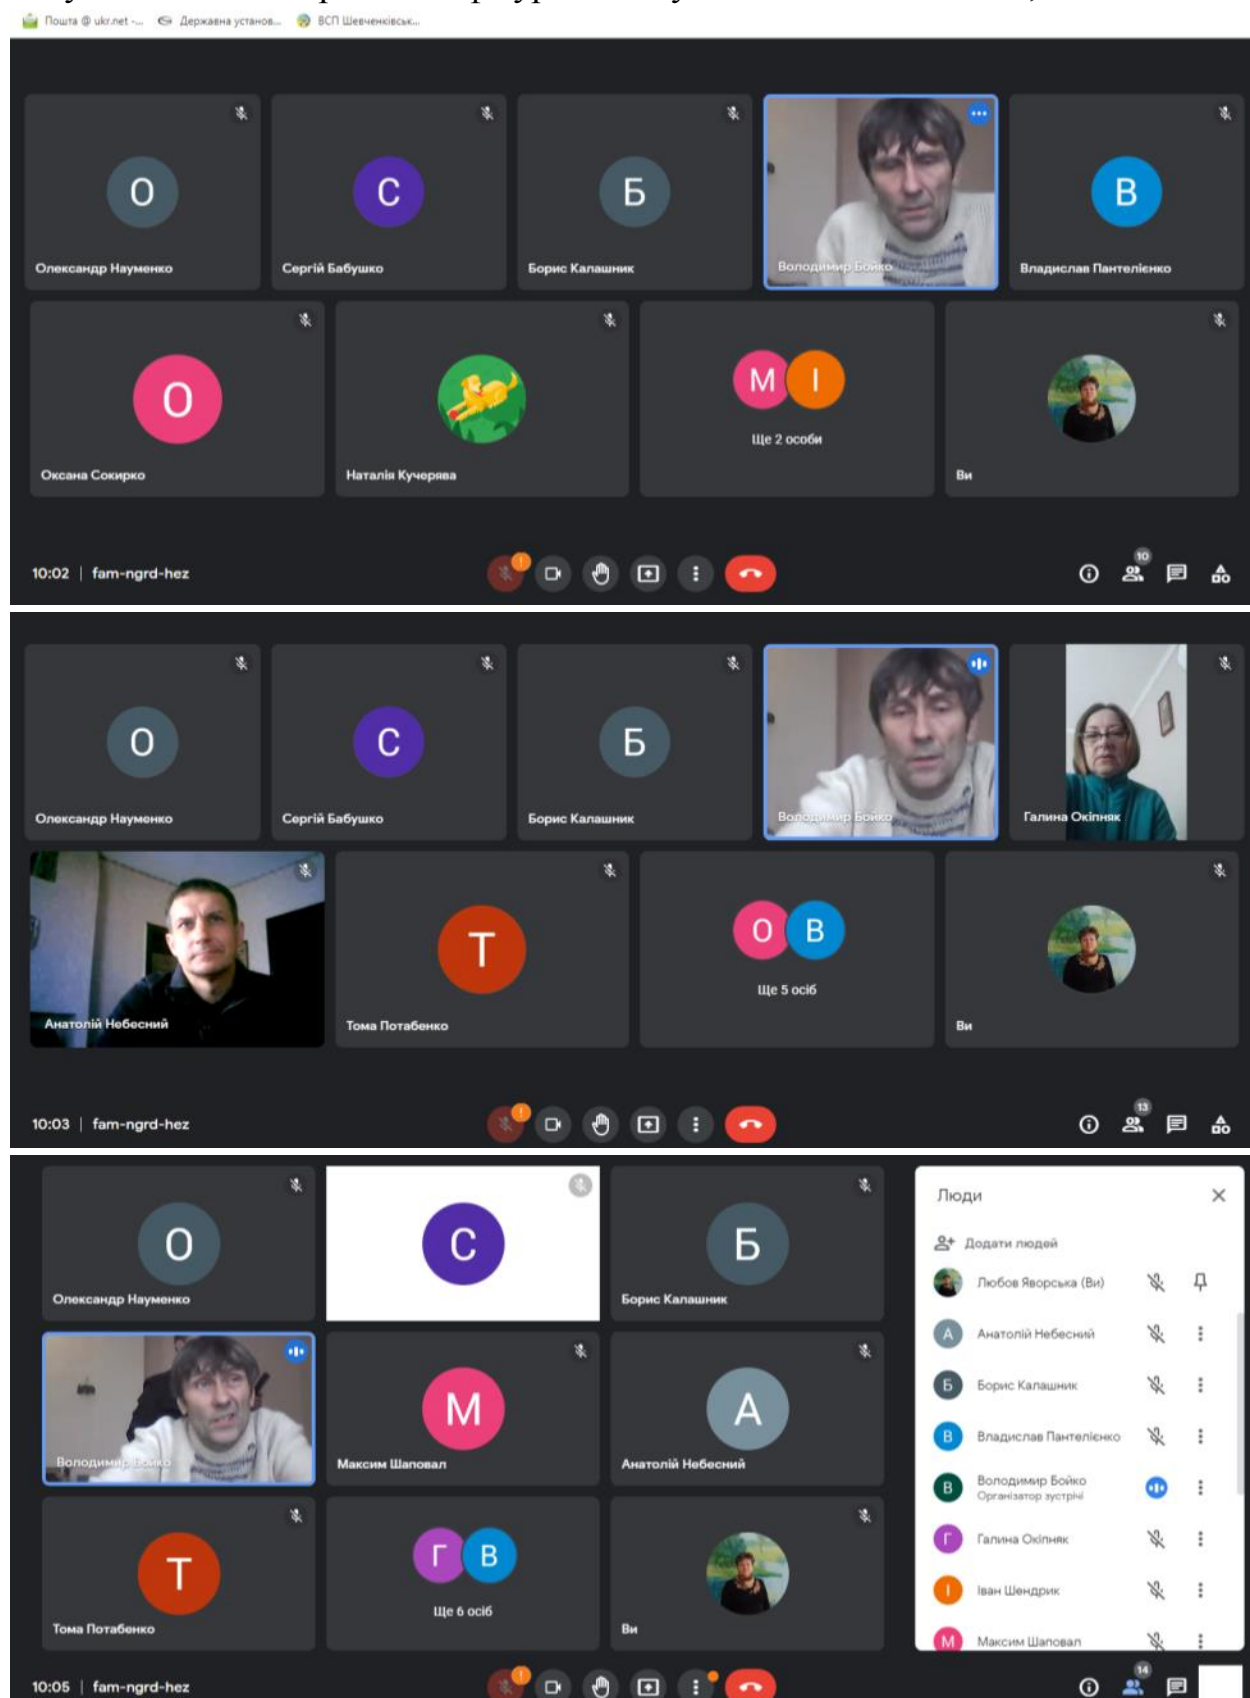 Пошта @ ukr.net -... Державна установ... ВСП Шевченківськ...
О С Б В
Олександр Науменко Сергій Бабушко Борис Калашник Володимир Бойко Владислав Пантелієнко
О М І
Ще 2 особи
Оксана Сокирко Наталія Кучерява Ви
10:02 | fam-ngrd-hez 10
О С Б
Олександр Науменко Сергій Бабушко Борис Калашник Володимир Бойко Галина Окіпняк
Т О В
Ще 5 осіб
Анатолій Небесний Тома Потабенко Ви
10:03 | fam-ngrd-hez 13
О С Б
Олександр Науменко Борис Калашник
М А
Володимир Бойко Максим Шаповал Анатолій Небесний
Т Г В
Ще 6 осіб
Тома Потабенко Ви
Люди
Додати людей
Любов Яворська (Ви)
А Анатолій Небесний
Б Борис Калашник
В Владислав Пантелієнко
В Володимир Бойко
Організатор зустрічі
Г Галина Окіпняк
І Іван Шендрик
М Максим Шаповал
10:05 | fam-ngrd-hez 14